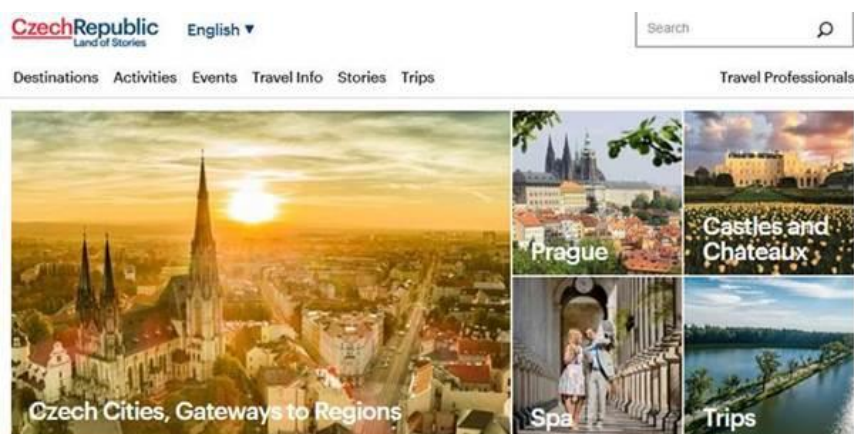 CzechRepublic
Land of Stories
English ▼
Search
Destinations Activities Events Travel Info Stories Trips
Travel Professionals
Prague
Castles and
Chateaux
Czech Cities, Gateways to Regions
Spa
Trips